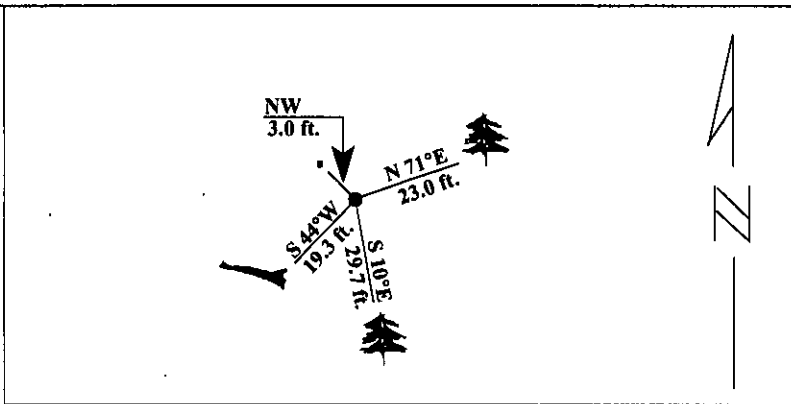 NW
3.0 ft.
N 71°E
23.0 ft.
S 44°W
19.3 ft.
S 10°E
29.7 ft.
N